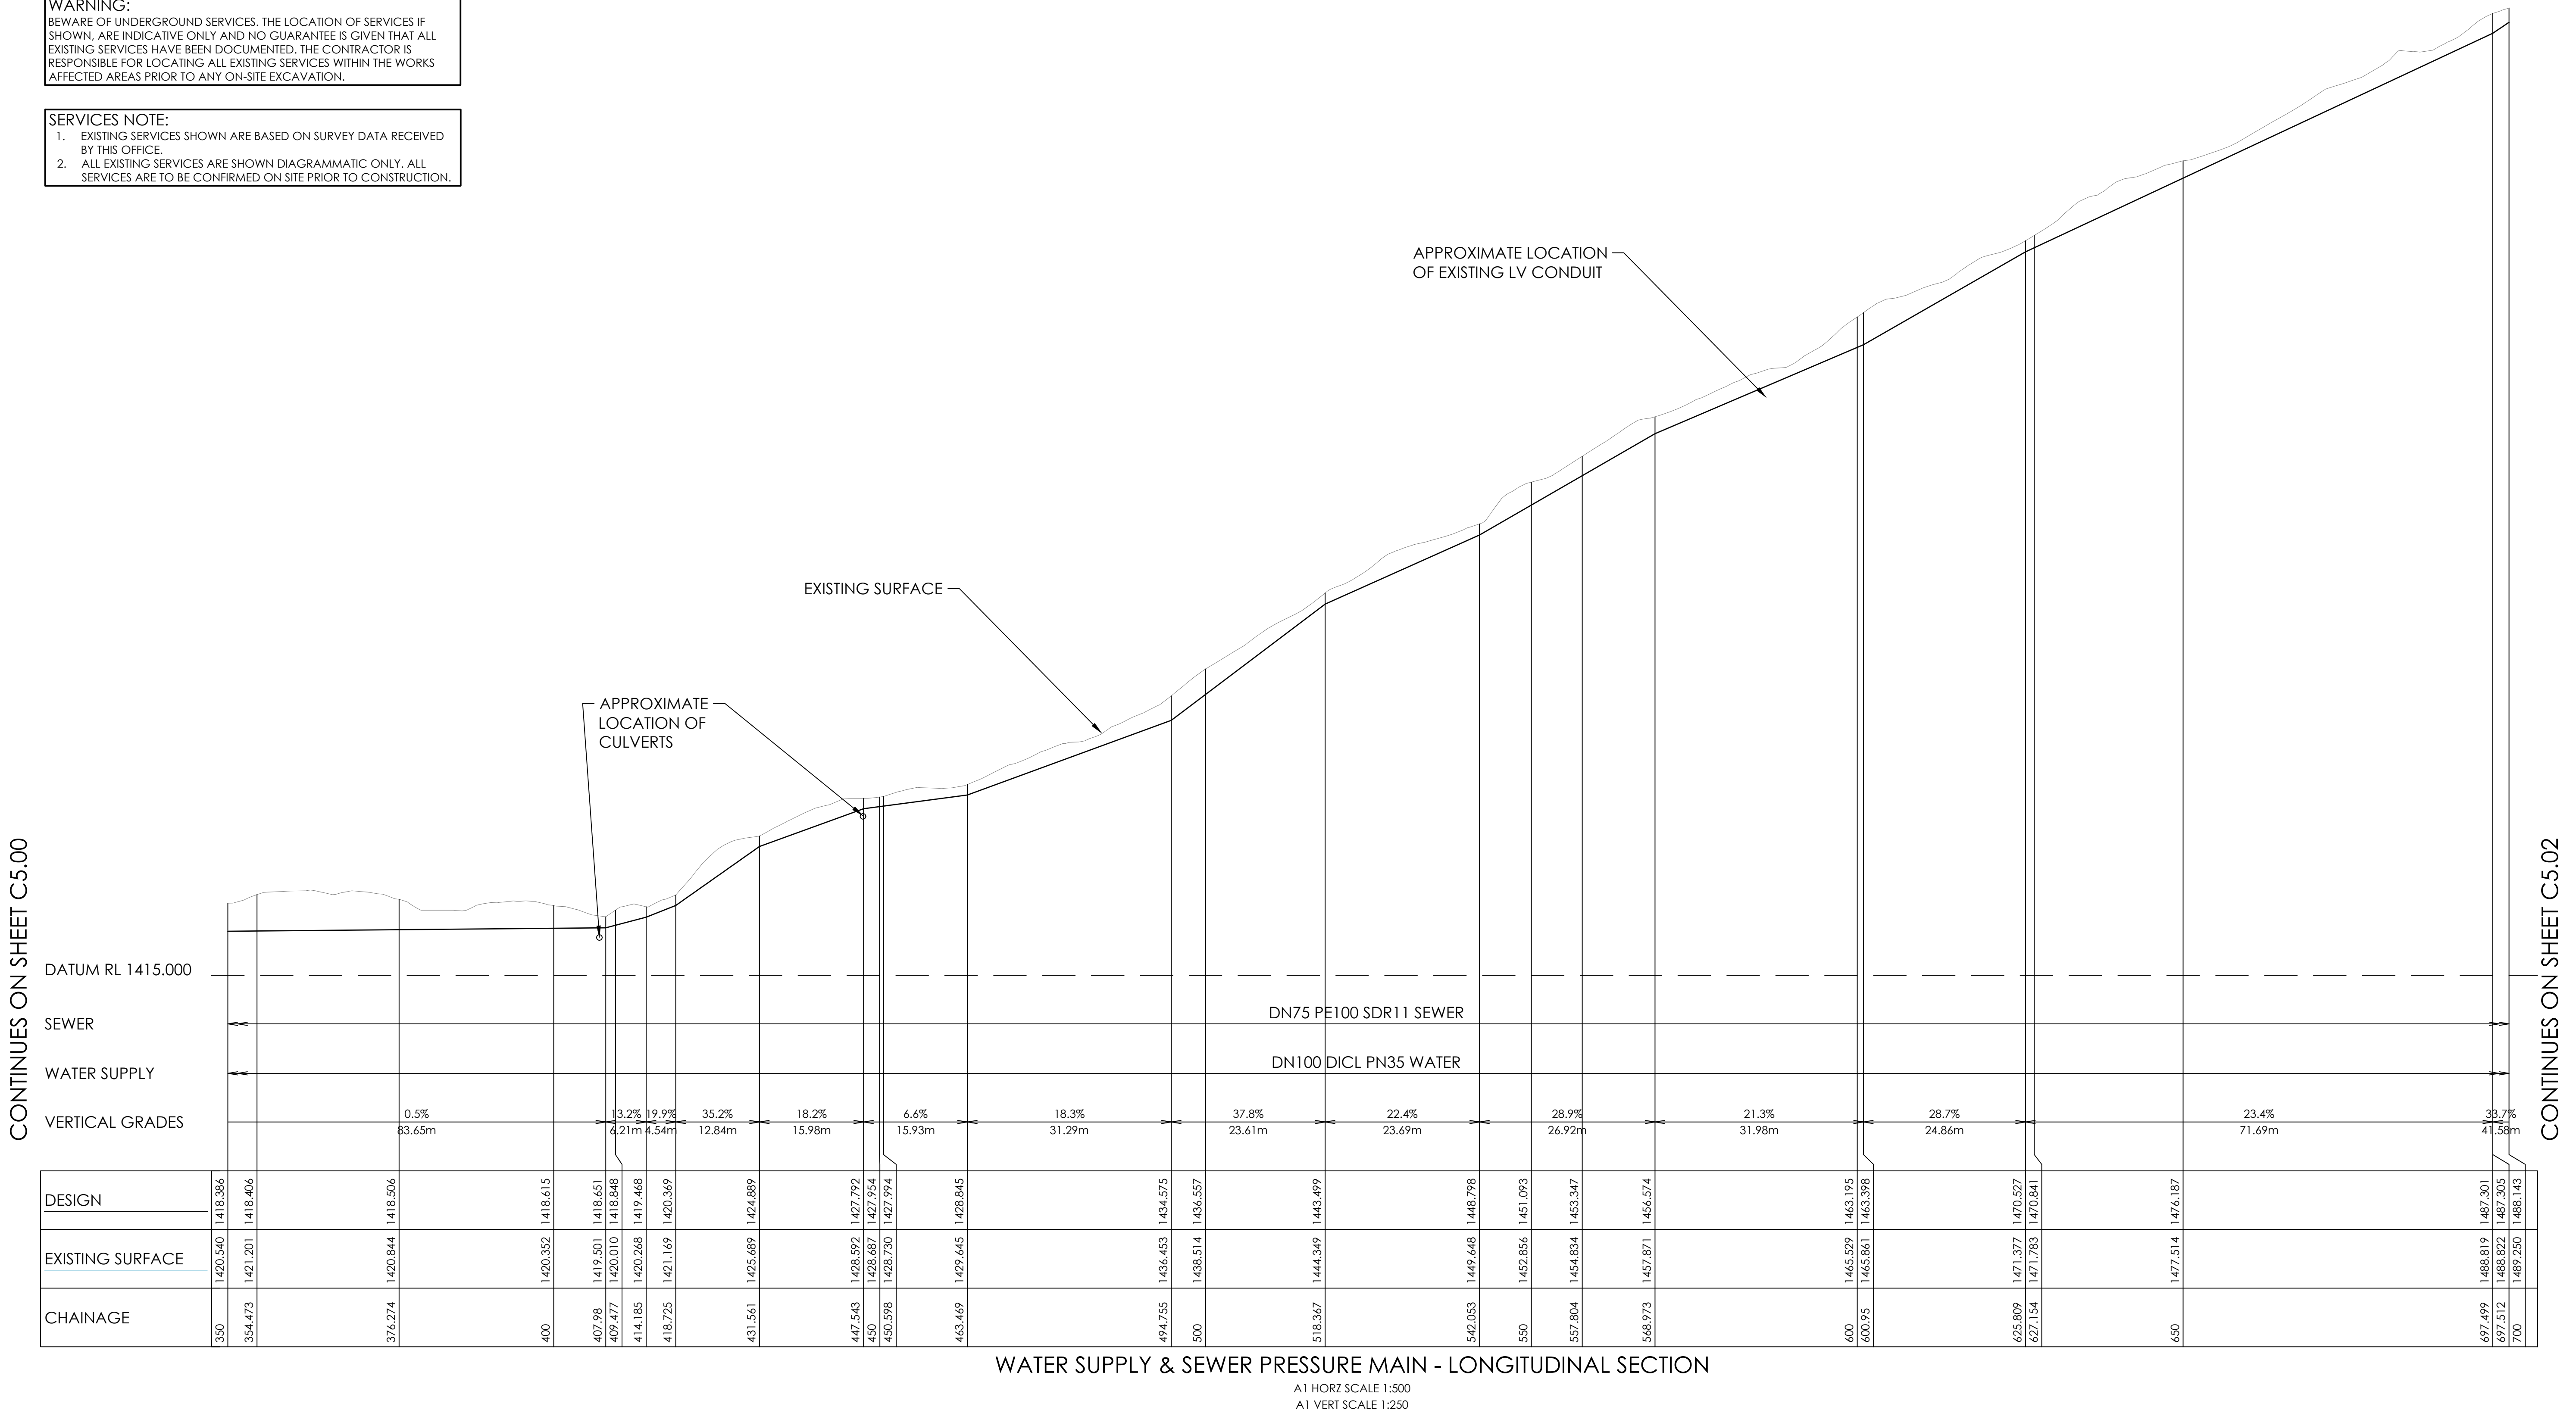 WARNING:
BEWARE OF UNDERGROUND SERVICES. THE LOCATION OF SERVICES IF
SHOWN, ARE INDICATIVE ONLY AND NO GUARANTEE IS GIVEN THAT ALL
EXISTING SERVICES HAVE BEEN DOCUMENTED. THE CONTRACTOR IS
RESPONSIBLE FOR LOCATING ALL EXISTING SERVICES WITHIN THE WORKS
AFFECTED AREAS PRIOR TO ANY ON-SITE EXCAVATION.
SERVICES NOTE:
1. EXISTING SERVICES SHOWN ARE BASED ON SURVEY DATA RECEIVED
BY THIS OFFICE.
2. ALL EXISTING SERVICES ARE SHOWN DIAGRAMMATIC ONLY. ALL
SERVICES ARE TO BE CONFIRMED ON SITE PRIOR TO CONSTRUCTION.
APPROXIMATE LOCATION
OF EXISTING LV CONDUIT
EXISTING SURFACE
APPROXIMATE
LOCATION OF
CULVERTS
CONTINUES ON SHEET C5.00
CONTINUES ON SHEET C5.02
DATUM RL 1415.000
SEWER
DN75 PE100 SDR11 SEWER
WATER SUPPLY
DN100 DICL PN35 WATER
VERTICAL GRADES
0.5% 13.2% 19.9% 35.2% 18.2% 6.6% 18.3% 37.8% 22.4% 28.9% 21.3% 28.7% 23.4% 33.7%
83.65m 6.21m 4.54m 12.84m 15.98m 15.93m 31.29m 23.61m 23.69m 26.92m 31.98m 24.86m 71.69m 41.58m
DESIGN 1418.386 1418.406 1418.506 1418.615 1418.651 1418.848 1419.468 1420.369 1424.889 1427.792 1427.954 1427.994 1428.845 1434.575 1436.557 1443.499 1448.798 1451.093 1453.347 1456.574 1463.195 1463.398 1470.527 1470.841 1476.187 1487.301 1487.305 1488.143
EXISTING SURFACE 1420.540 1421.201 1420.844 1420.352 1419.501 1420.010 1420.268 1421.169 1425.689 1428.592 1428.687 1428.730 1429.645 1436.453 1438.514 1444.349 1449.648 1452.856 1454.834 1457.871 1465.529 1465.861 1471.377 1471.783 1477.514 1488.819 1488.822 1489.250
CHAINAGE 350 354.473 376.274 400 407.98 409.477 414.185 418.725 431.561 447.543 450 450.598 463.469 494.755 500 518.367 542.053 550 557.804 568.973 600 600.95 625.809 627.154 650 697.499 697.512 700
WATER SUPPLY & SEWER PRESSURE MAIN - LONGITUDINAL SECTION
A1 HORZ SCALE 1:500
A1 VERT SCALE 1:250